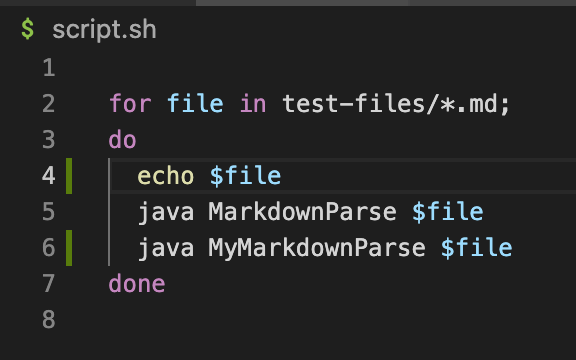 $ script.sh
1
2 for file in test-files/*.md;
3 do
4 echo $file
5 java MarkdownParse $file
6 java MyMarkdownParse $file
7 done
8